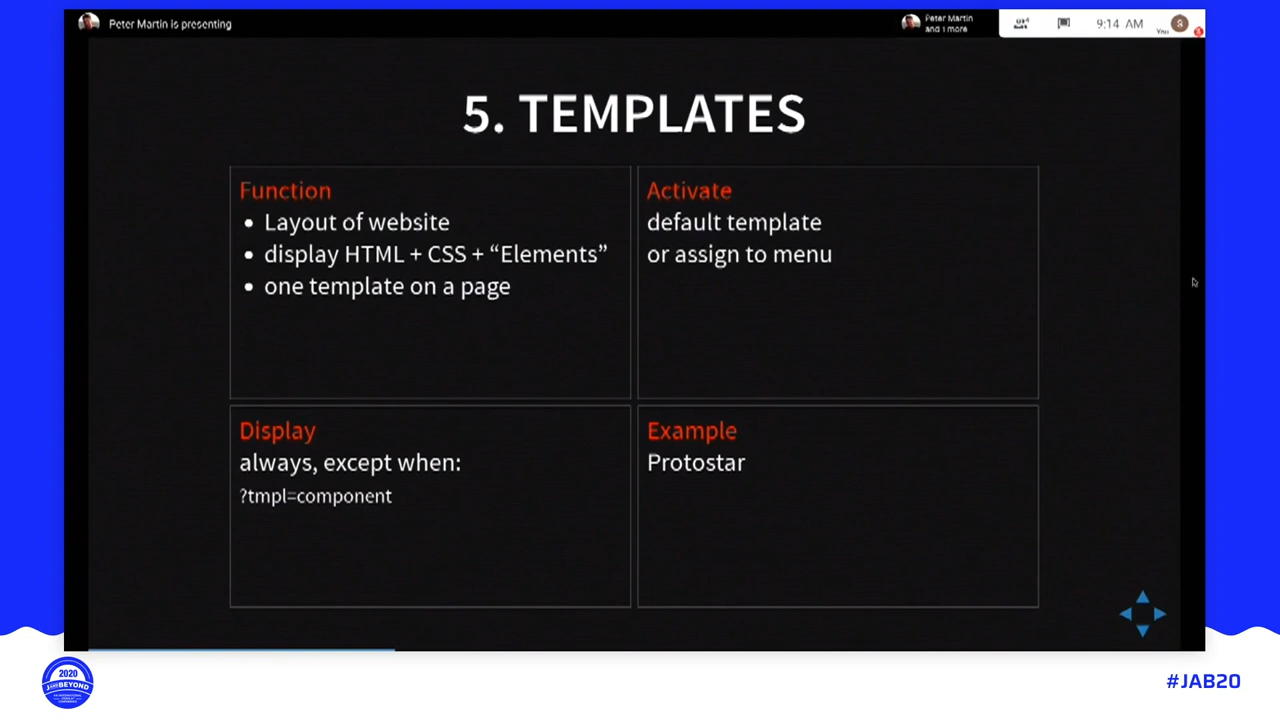 Peter Martin is presenting
Peter Martin
and 1 more
9:14 AM
You
S
5. TEMPLATES
Function
• Layout of website
• display HTML + CSS + “Elements”
• one template on a page
Activate
default template
or assign to menu
Display
always, except when:
?tmpl=component
Example
Protostar
2020
JANDBEYOND
#JAB20